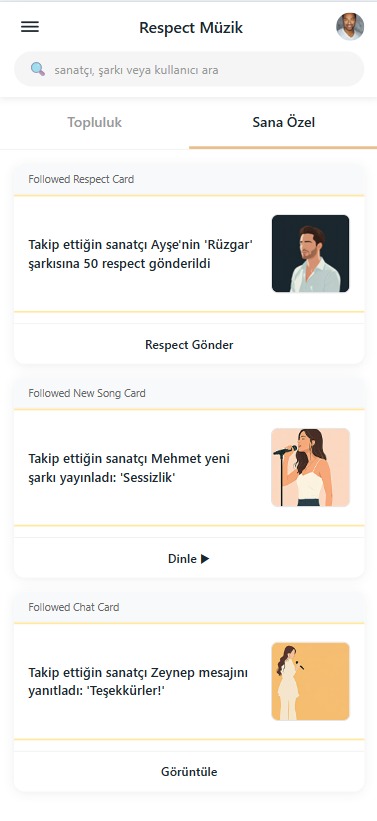 Respect Müzik
sanatçı, şarkı veya kullanıcı ara
Topluluk
Sana Özel
Followed Respect Card
Takip ettiğin sanatçı Ayşe'nin 'Rüzgar'
şarkısına 50 respect gönderildi
Respect Gönder
Followed New Song Card
Takip ettiğin sanatçı Mehmet yeni
şarkı yayınladı: 'Sessizlik'
Dinle ▶
Followed Chat Card
Takip ettiğin sanatçı Zeynep mesajını
yanıtladı: 'Teşekkürler!'
Görüntüle